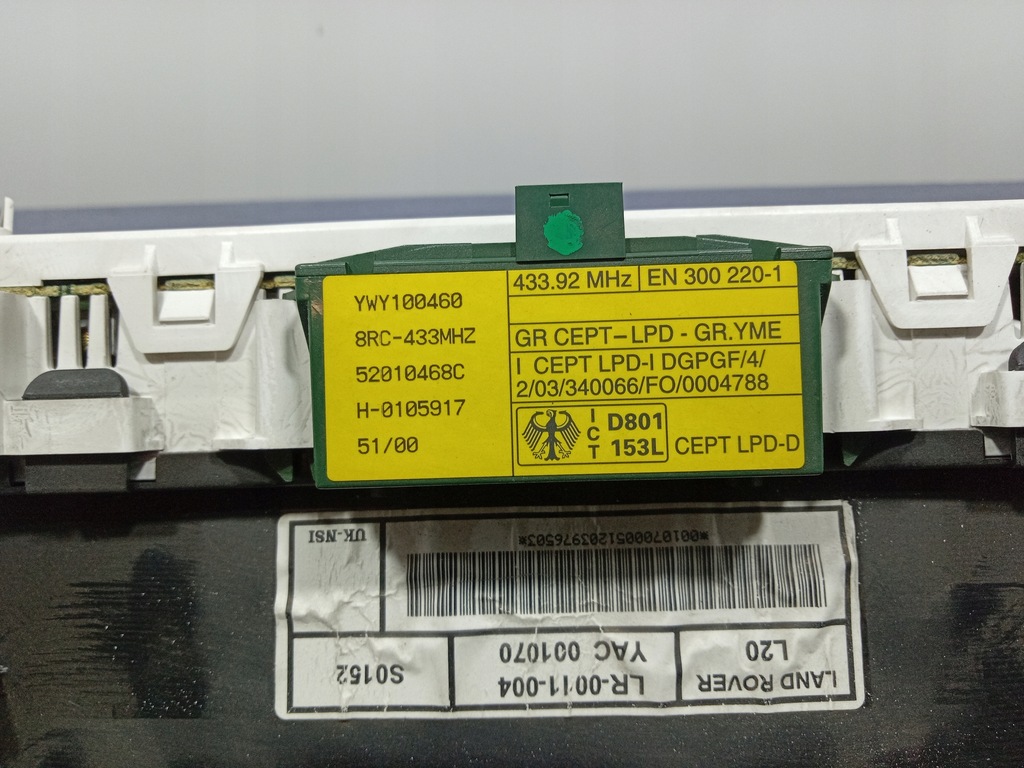 YWY100460
8RC-433MHZ
52010468C
H-0105917
51/00
433.92 MHz EN 300 220-1
GR CEPT-LPD - GR.YME
I CEPT LPD-I DGPGF/4/
2/03/340066/FO/0004788
ICT D801
153L CEPT LPD-D
LAND ROVER LR-0011-004 S0152
L20 YAC 001070
*0010700051203976503*
UK-NSI